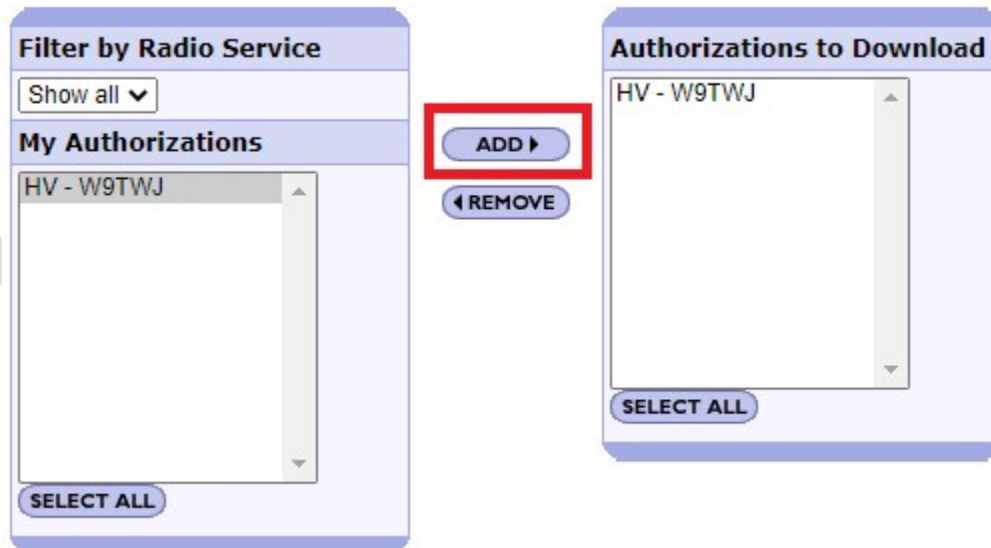 Filter by Radio Service
Show all
My Authorizations
HV - W9TWJ
SELECT ALL
ADD
REMOVE
Authorizations to Download
HV - W9TWJ
SELECT ALL